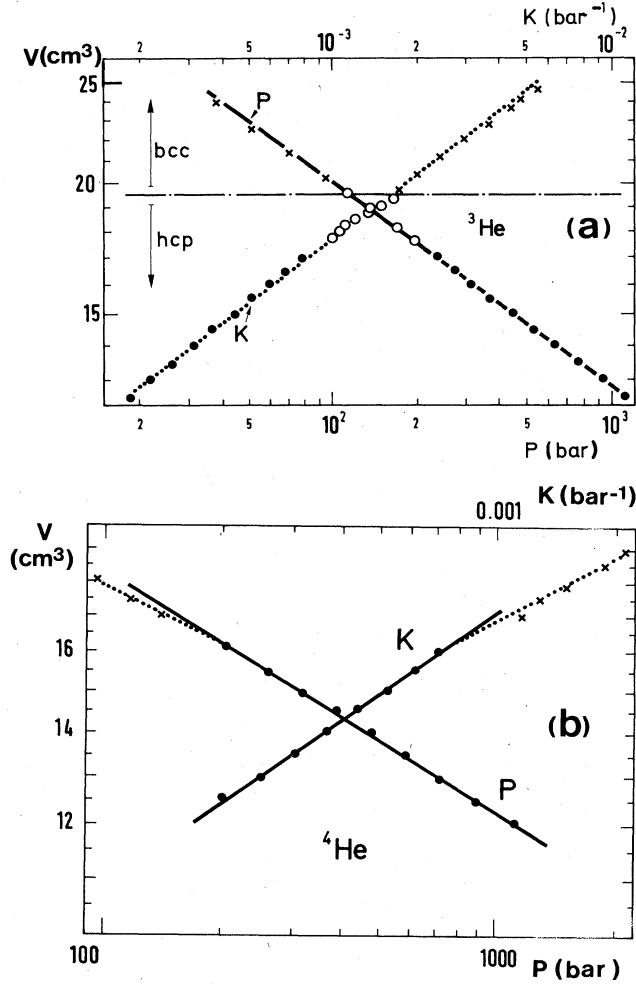 K (bar⁻¹)
2 5 10⁻³ 2 5 10⁻²
V(cm³)
25
P
bcc
20
hcp
³He (a)
15
K
2 5 10² 2 5 10³
P (bar)
K (bar⁻¹)
0.001
V
(cm³)
16
K
14
(b)
P
12
⁴He
100 1000
P (bar)